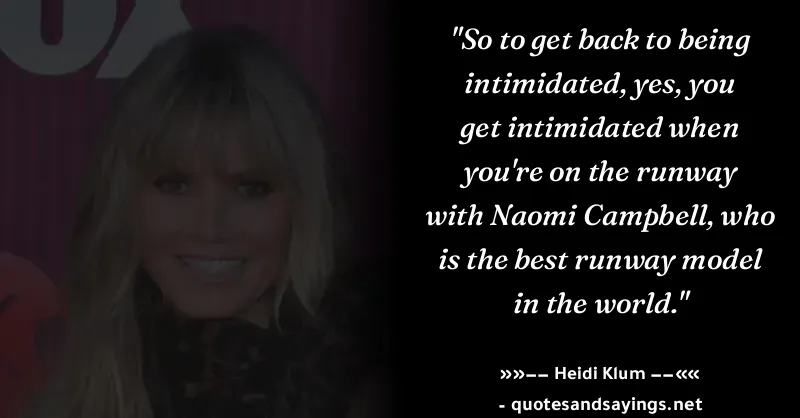 "So to get back to being
intimidated, yes, you
get intimidated when
you're on the runway
with Naomi Campbell, who
is the best runway model
in the world."
»»−− Heidi Klum −−««
- quotesandsayings.net